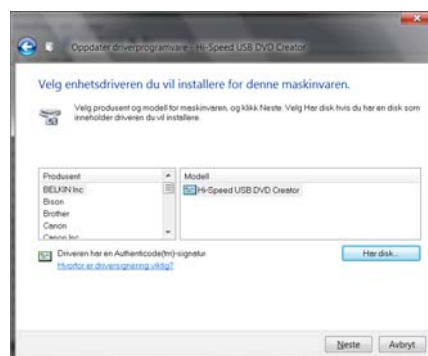 Oppdater driverprogramvare - Hi-Speed USB DVD Creator
Velg enhetsdriveren du vil installere for denne maskinvaren.
Velg produsent og modell for maskinvaren, og klikk Neste. Velg Har disk hvis du har en disk som
inneholder driveren du vil installere.
Produsent
BELKIN Inc
Bison
Brother
Canon
Canon Inc
Modell
Hi-Speed USB DVD Creator
Driveren har en Authenticode(tm)-signatur.
Hvorfor er driversignering viktig?
Har disk...
Neste
Avbryt